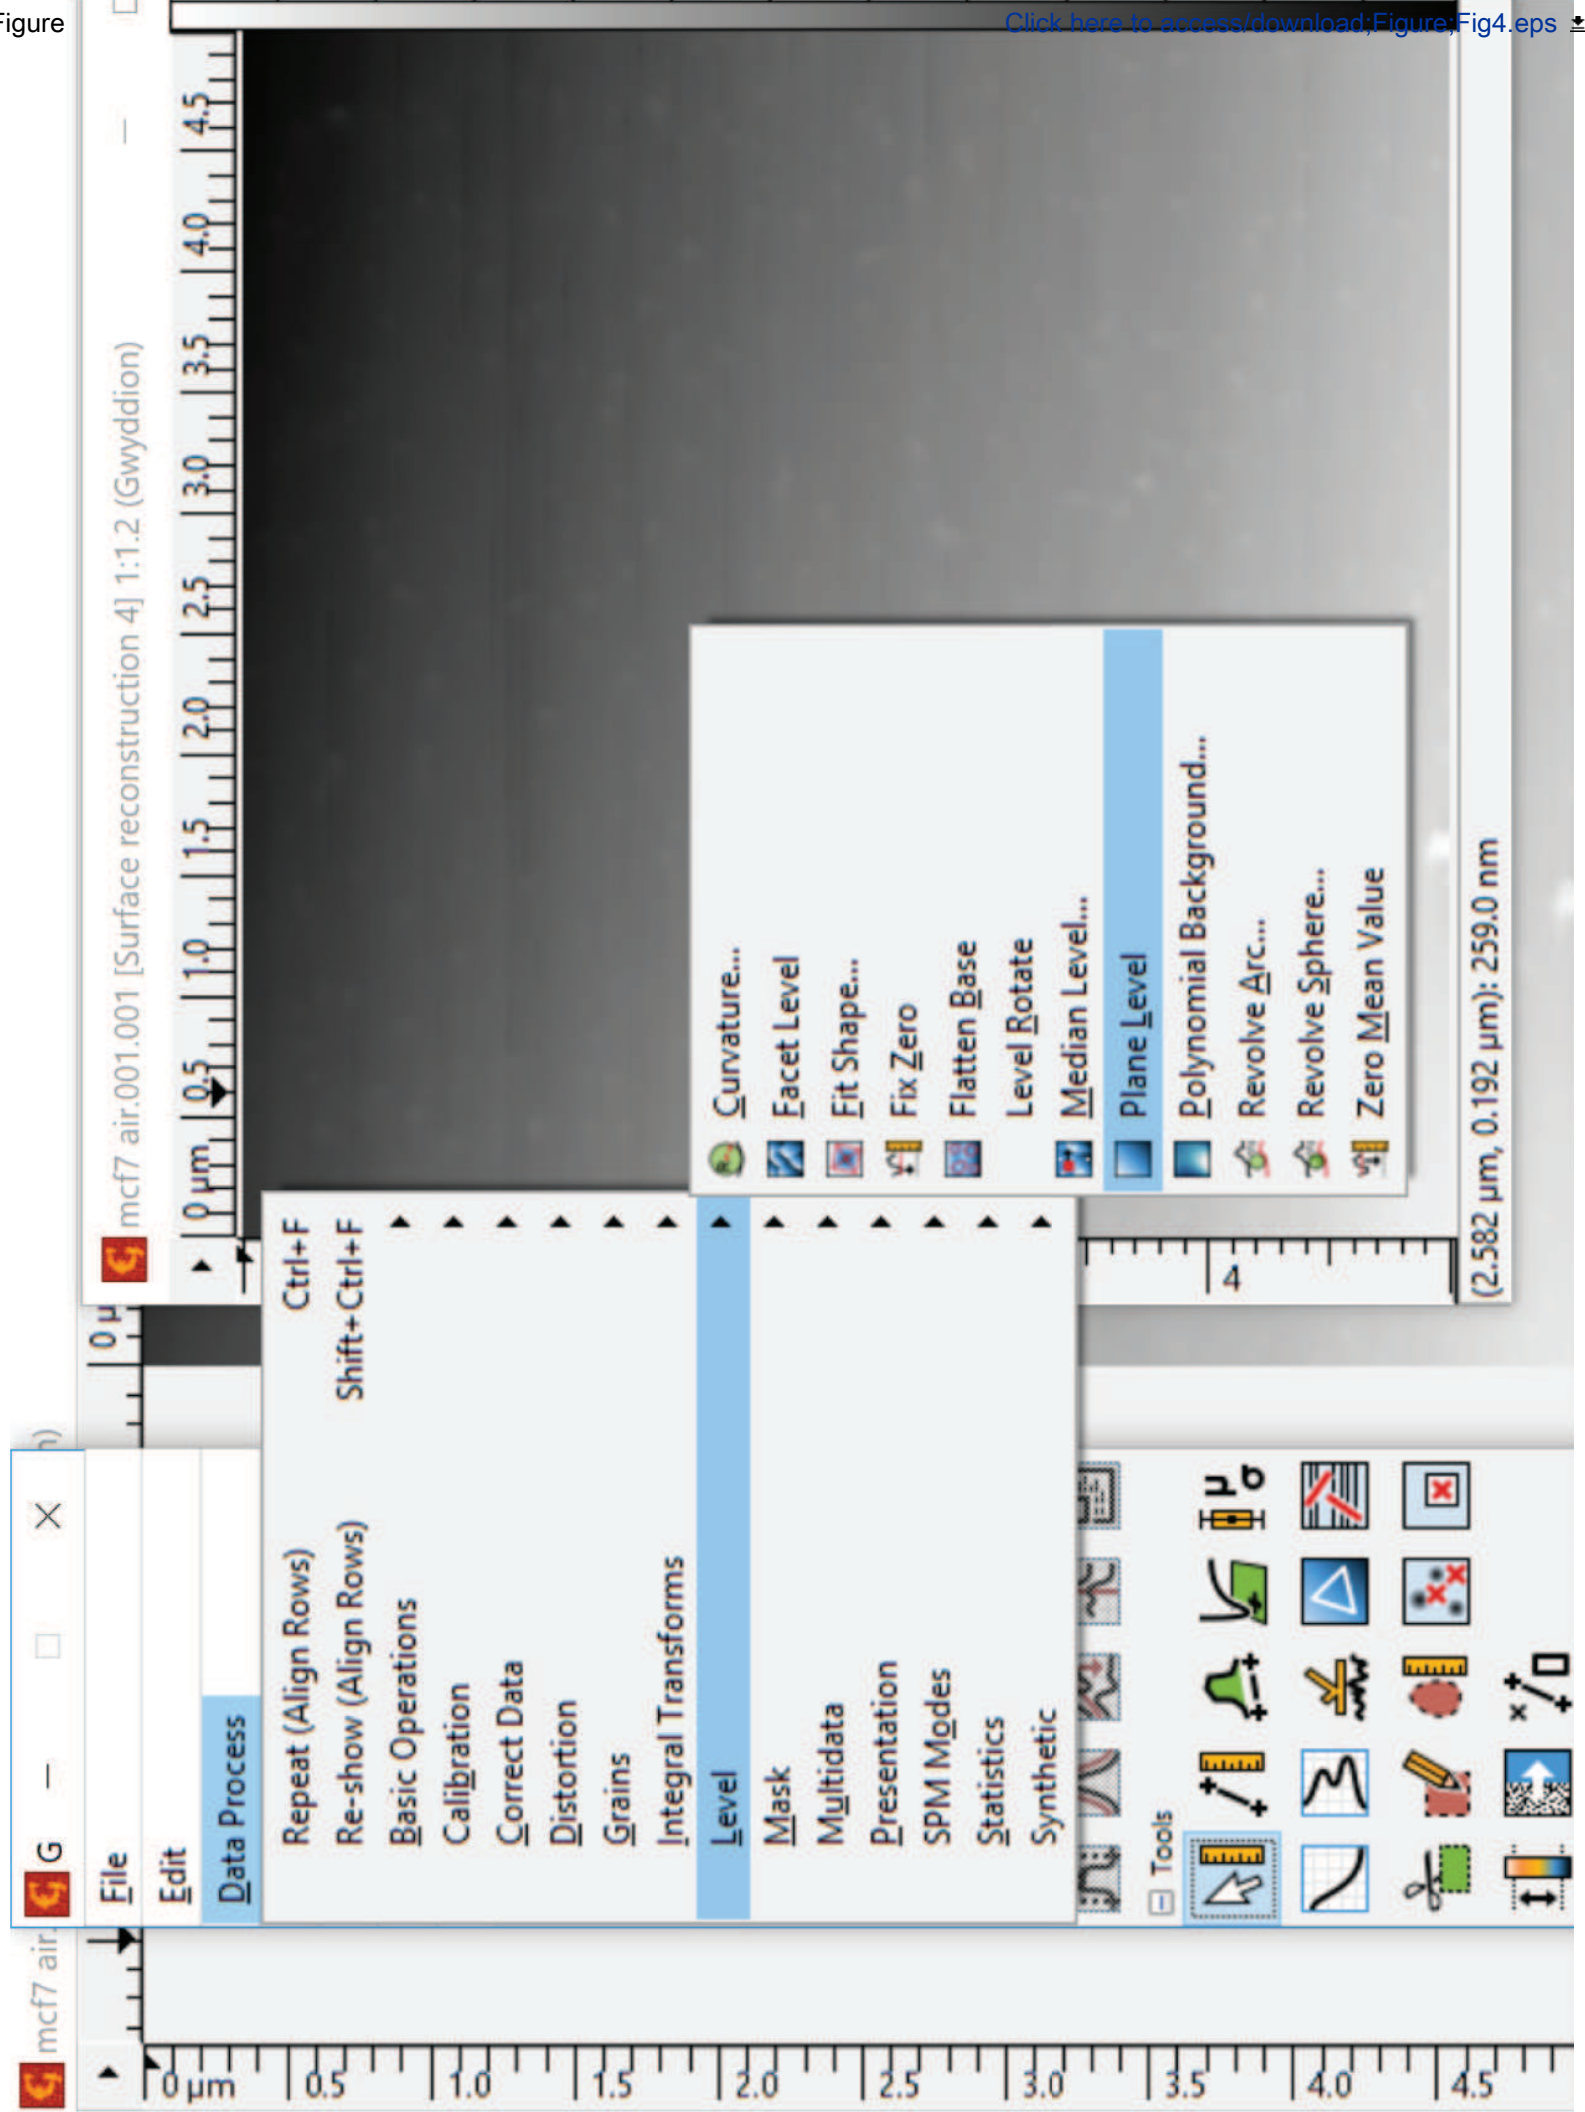 Figure
Click here to access/download;Figure;Fig4.eps
mcf7 air.
G
mcf7 air.001.001 [Surface reconstruction 4] 1:1.2 (Gwyddion)
File
Edit
Data Process
Repeat (Align Rows) Ctrl+F
Re-show (Align Rows) Shift+Ctrl+F
Basic Operations
Calibration
Correct Data
Distortion
Grains
Integral Transforms
Level
Mask
Multidata
Presentation
SPM Modes
Statistics
Synthetic
Curvature...
Facet Level
Fit Shape...
Fix Zero
Flatten Base
Level Rotate
Median Level...
Plane Level
Polynomial Background...
Revolve Arc...
Revolve Sphere...
Zero Mean Value
Tools
μ
σ
0 μm 0.5 1.0 1.5 2.0 2.5 3.0 3.5 4.0 4.5
4
(2.582 μm, 0.192 μm): 259.0 nm
0 μm
0.5
1.0
1.5
2.0
2.5
3.0
3.5
4.0
4.5